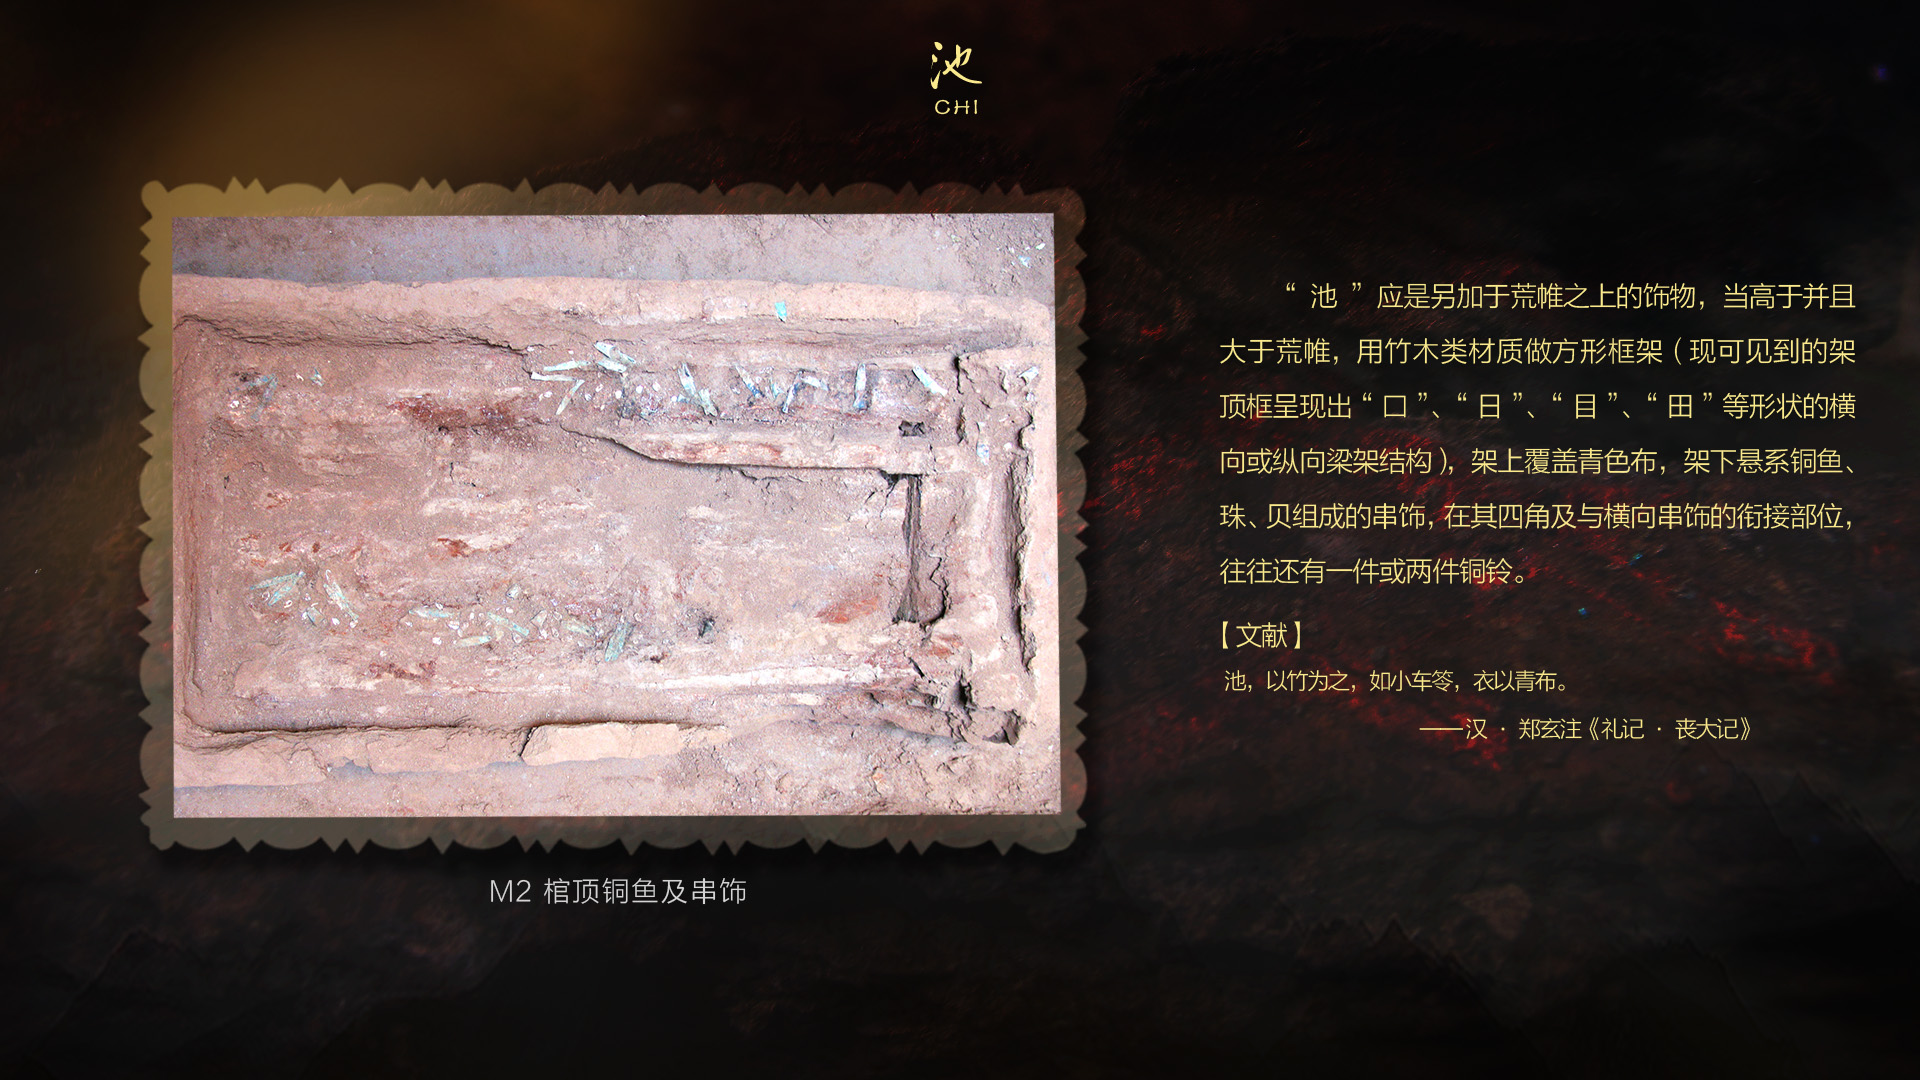 池
CHI
“ 池 ” 应是另加于荒帷之上的饰物，当高于并且
大于荒帷，用竹木类材质做方形框架（现可见到的架
顶框呈现出“ 口 ”、“ 日 ”、“ 目 ”、“ 田 ”等形状的横
向或纵向梁架结构），架上覆盖青色布，架下悬系铜鱼、
珠、贝组成的串饰，在其四角及与横向串饰的衔接部位，
往往还有一件或两件铜铃。
【文献】
池，以竹为之，如小车笭，衣以青布。
——汉 · 郑玄注《礼记 · 丧大记》
M2 棺顶铜鱼及串饰